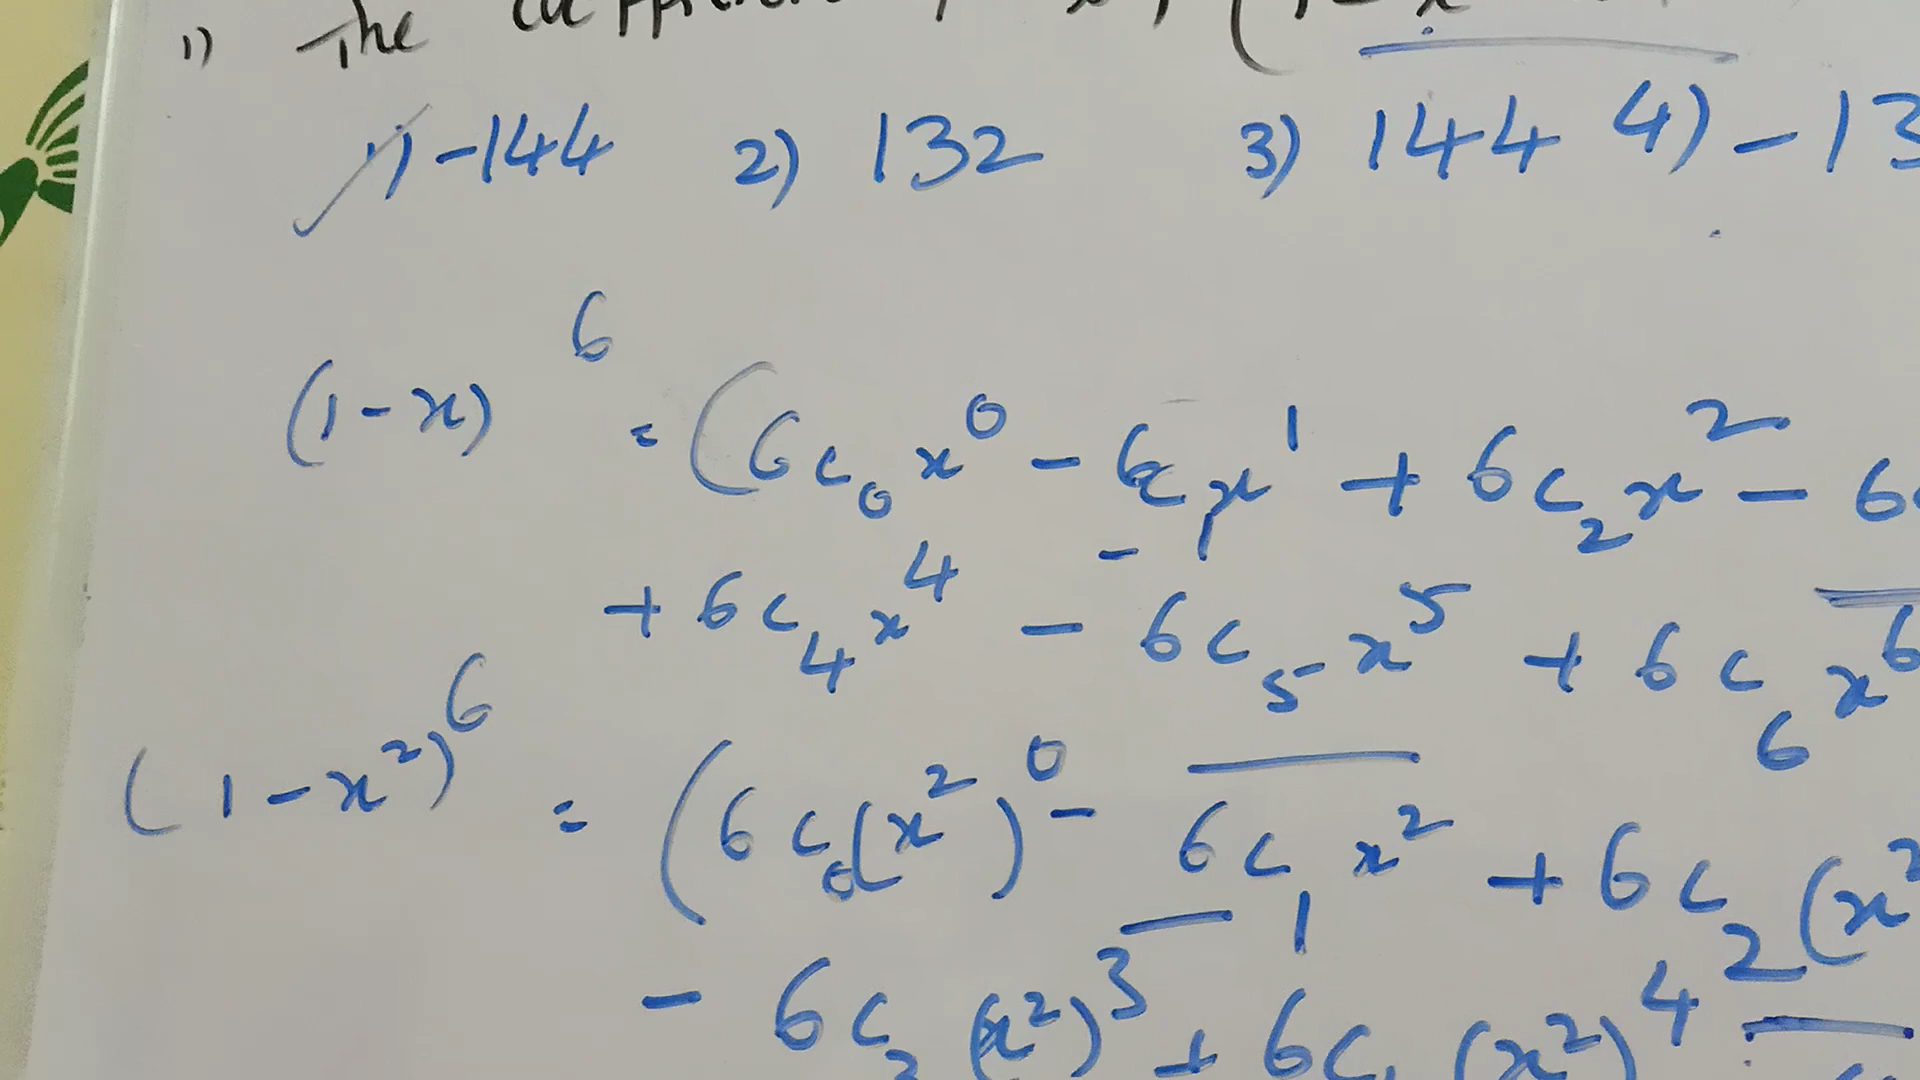 1) The
1) -144 2) 132 3) 144 4) -13
(1-x)⁶ = (6c₀x⁰ - 6c₁x¹ + 6c₂x² - 6
+ 6c₄x⁴ - 6c₅x⁵ + 6c₆x⁶
(1-x²)⁶ = (6c₀(x²)⁰ - 6c₁x² + 6c₂(x²
- 6c₃(x²)³ + 6c (x²)⁴